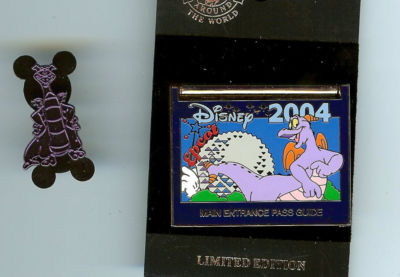 AROUND
THE WORLD
Disney 2004
Epcot
MAIN ENTRANCE PASS GUIDE
LIMITED EDITION